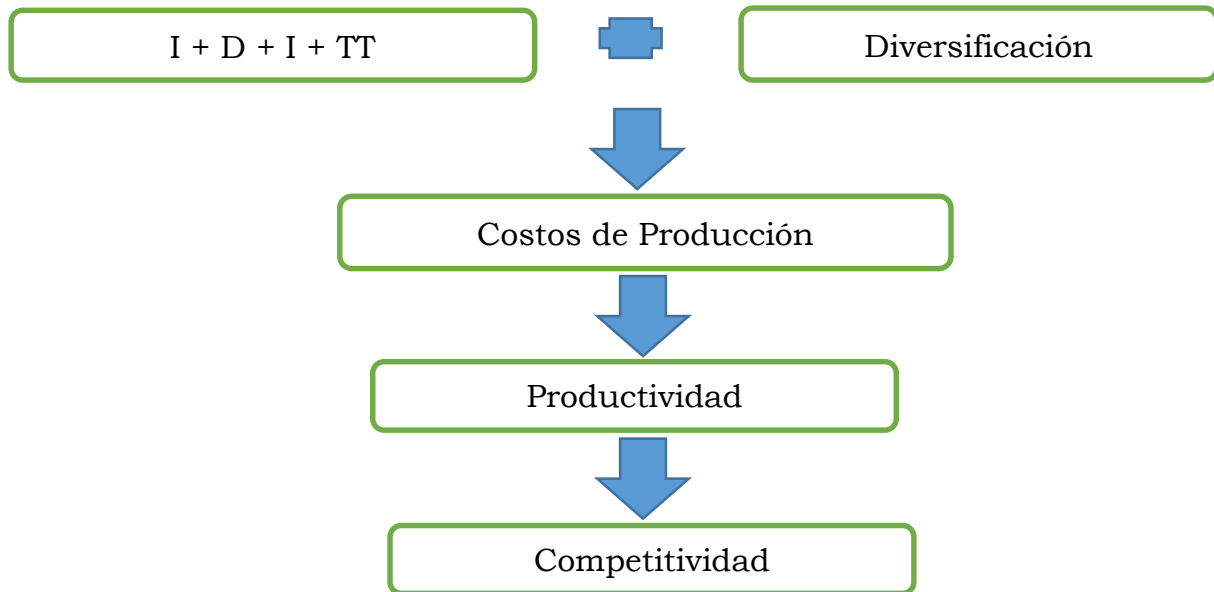 I + D + I + TT
Diversificación
Costos de Producción
Productividad
Competitividad